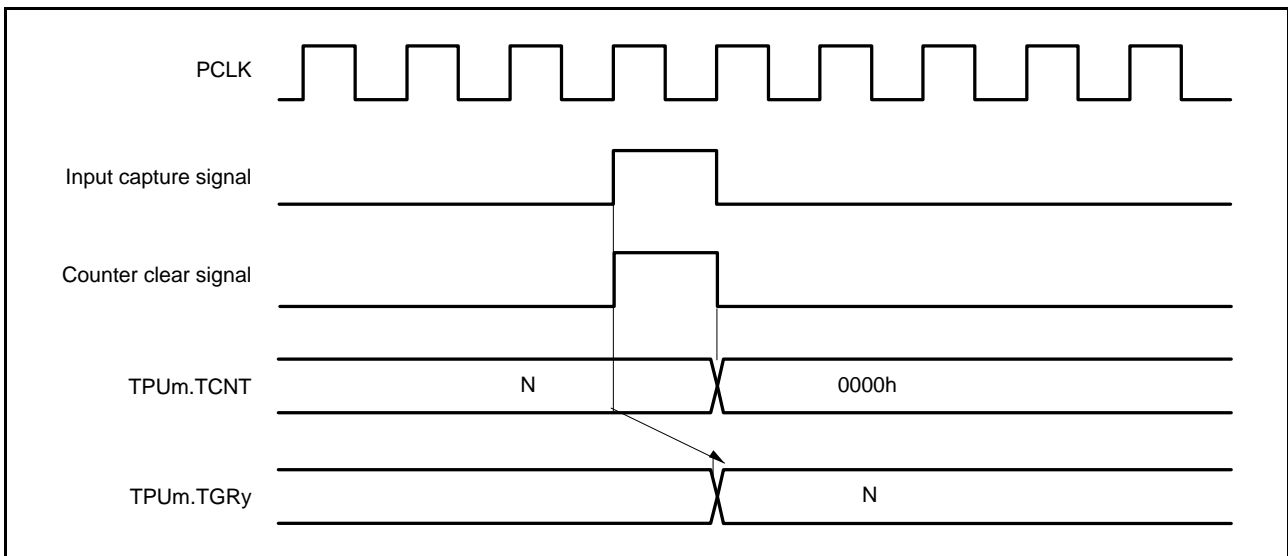 PCLK
Input capture signal
Counter clear signal
TPUm.TCNT
N
0000h
TPUm.TGRy
N